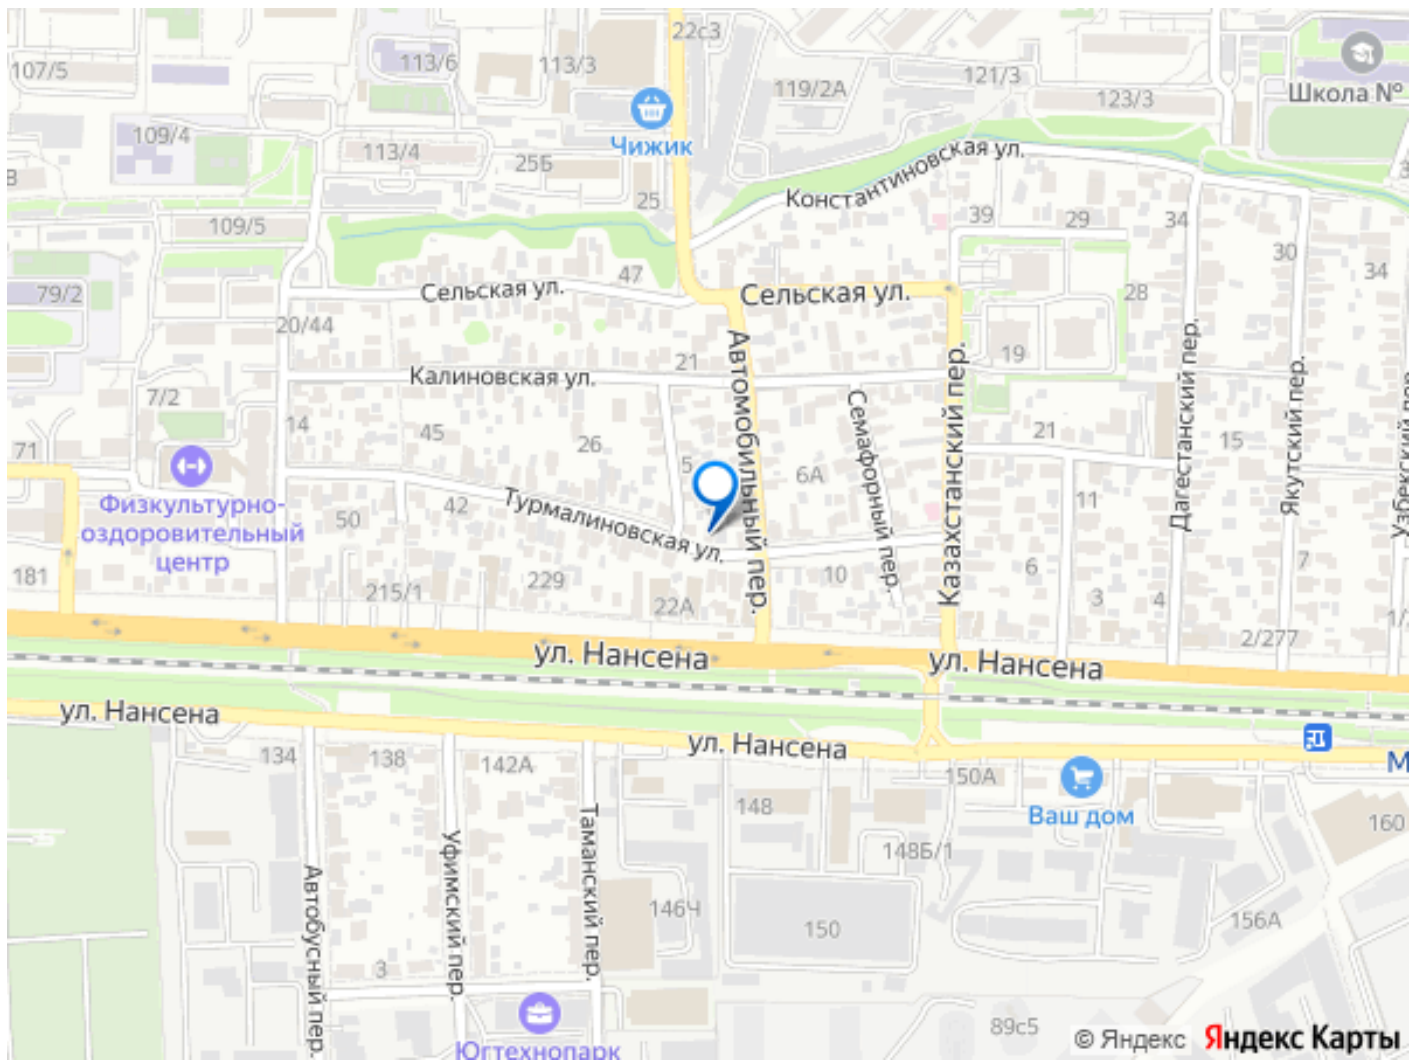 22с3
107/5
113/6
113/3
119/2А
121/3
123/3
Школа №
Чижик
109/4
113/4
25Б
25
Константиновская ул.
В
109/5
39
29
34
30
34
79/2
47
Сельская ул.
Сельская ул.
28
20/44
21
19
Автомобильный пер.
Калиновская ул.
7/2
14
45
26
5
6А
Семафорный пер.
Казахстанский пер.
21
15
Дагестанский пер.
Якутский пер.
Узбекский пер.
71
Физкультурно-
оздоровительный
центр
50
42
Турмалиновская ул.
11
181
215/1
229
22А
10
6
3
4
7
2/277
ул. Нансена
ул. Нансена
ул. Нансена
ул. Нансена
М
134
138
142А
148
150А
Ваш дом
160
148Б/1
Автобусный пер.
Уфимский пер.
Таманский пер.
146Ч
150
156А
3
89с5
Югтехнопарк
© Яндекс Яндекс Карты